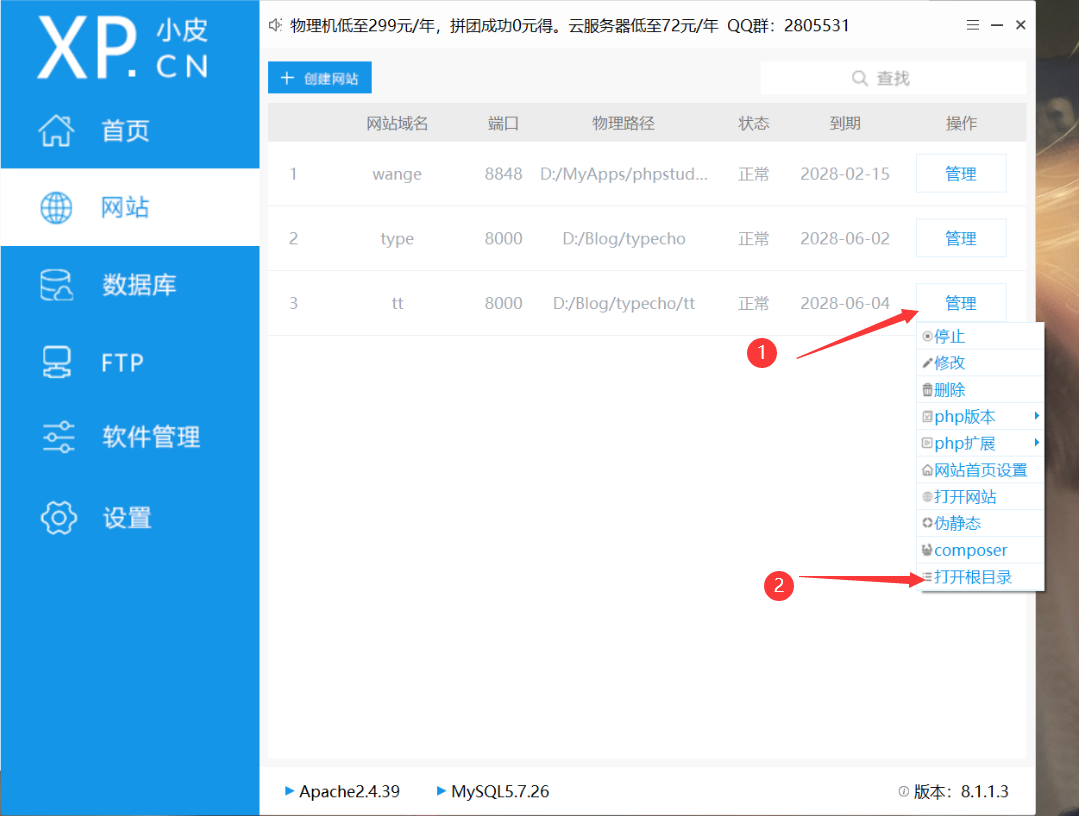 XP. 小皮 CN
物理机低至299元/年，拼团成功0元得。云服务器低至72元/年 QQ群：2805531
首页
网站
数据库
FTP
软件管理
设置
+ 创建网站
查找
网站域名 端口 物理路径 状态 到期 操作
1 wange 8848 D:/MyApps/phpstud... 正常 2028-02-15 管理
2 type 8000 D:/Blog/typecho 正常 2028-06-02 管理
3 tt 8000 D:/Blog/typecho/tt 正常 2028-06-04 管理
1
停止
修改
删除
php版本
php扩展
网站首页设置
打开网站
伪静态
composer
2
打开根目录
Apache2.4.39 MySQL5.7.26 版本：8.1.1.3